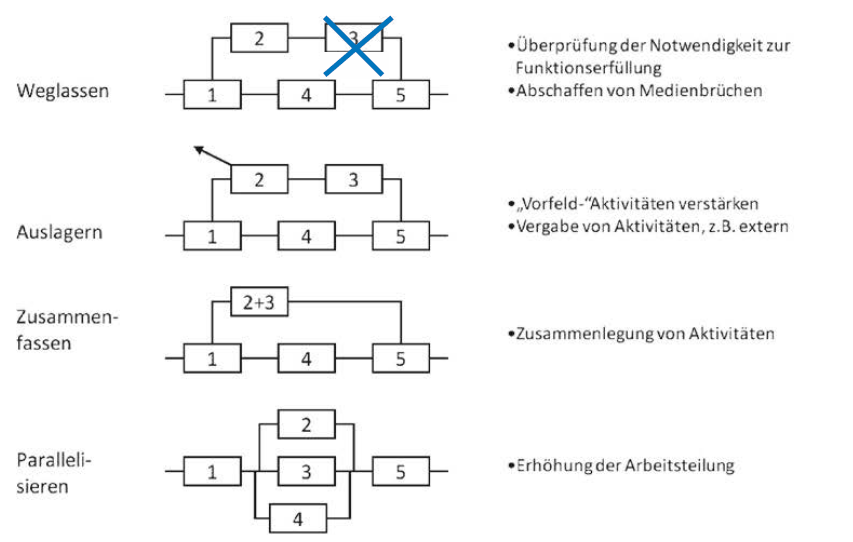 2
3
•Überprüfung der Notwendigkeit zur
Funktionserfüllung
Weglassen
1
4
5
•Abschaffen von Medienbrüchen
2
3
•„Vorfeld-“Aktivitäten verstärken
Auslagern
1
4
5
•Vergabe von Aktivitäten, z.B. extern
Zusammen-
fassen
2+3
1
4
5
•Zusammenlegung von Aktivitäten
2
Paralleli-
sieren
1
3
5
•Erhöhung der Arbeitsteilung
4